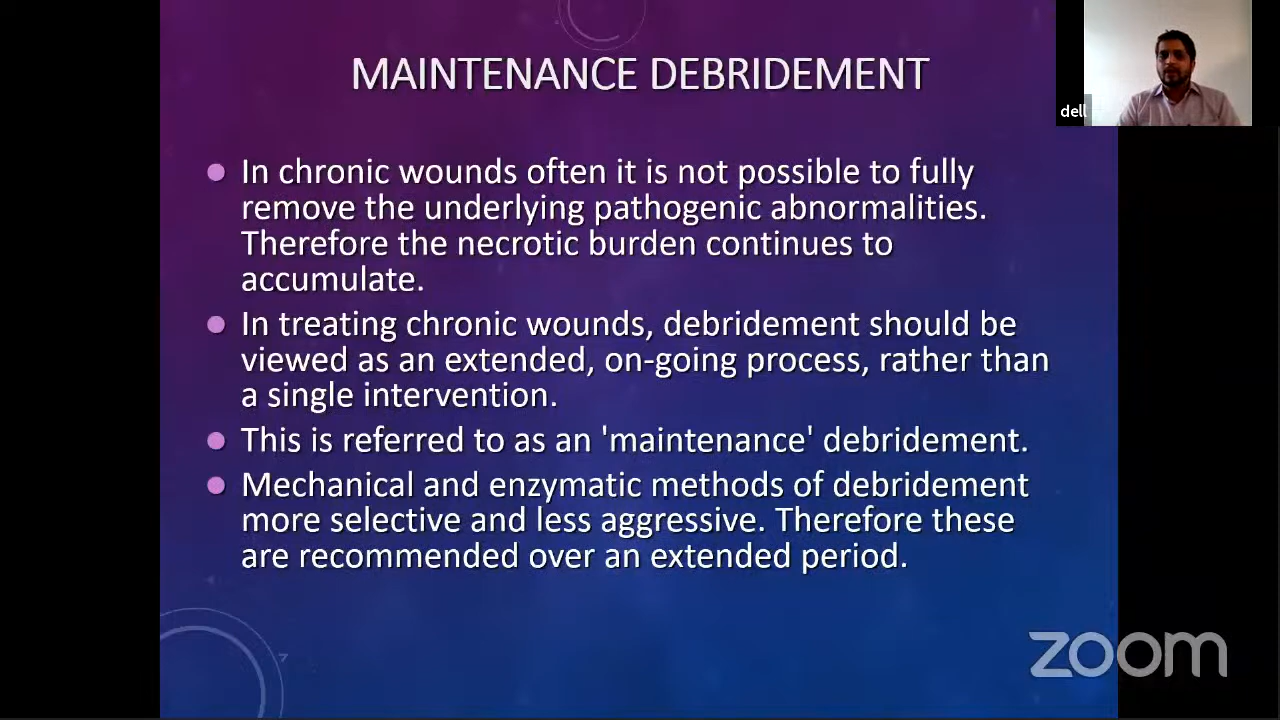 MAINTENANCE DEBRIDEMENT
dell
In chronic wounds often it is not possible to fully
remove the underlying pathogenic abnormalities.
Therefore the necrotic burden continues to
accumulate.
In treating chronic wounds, debridement should be
viewed as an extended, on-going process, rather than
a single intervention.
This is referred to as an 'maintenance' debridement.
Mechanical and enzymatic methods of debridement
more selective and less aggressive. Therefore these
are recommended over an extended period.
zoom